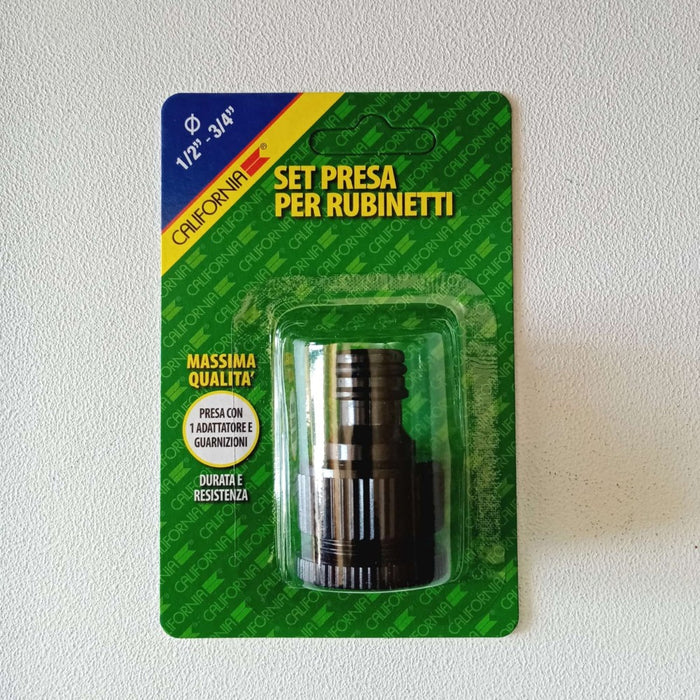 Ø
1/2” - 3/4”
CALIFORNIA ®
SET PRESA
PER RUBINETTI
MASSIMA
QUALITA’
PRESA CON
1 ADATTATORE E
GUARNIZIONI
DURATA E
RESISTENZA